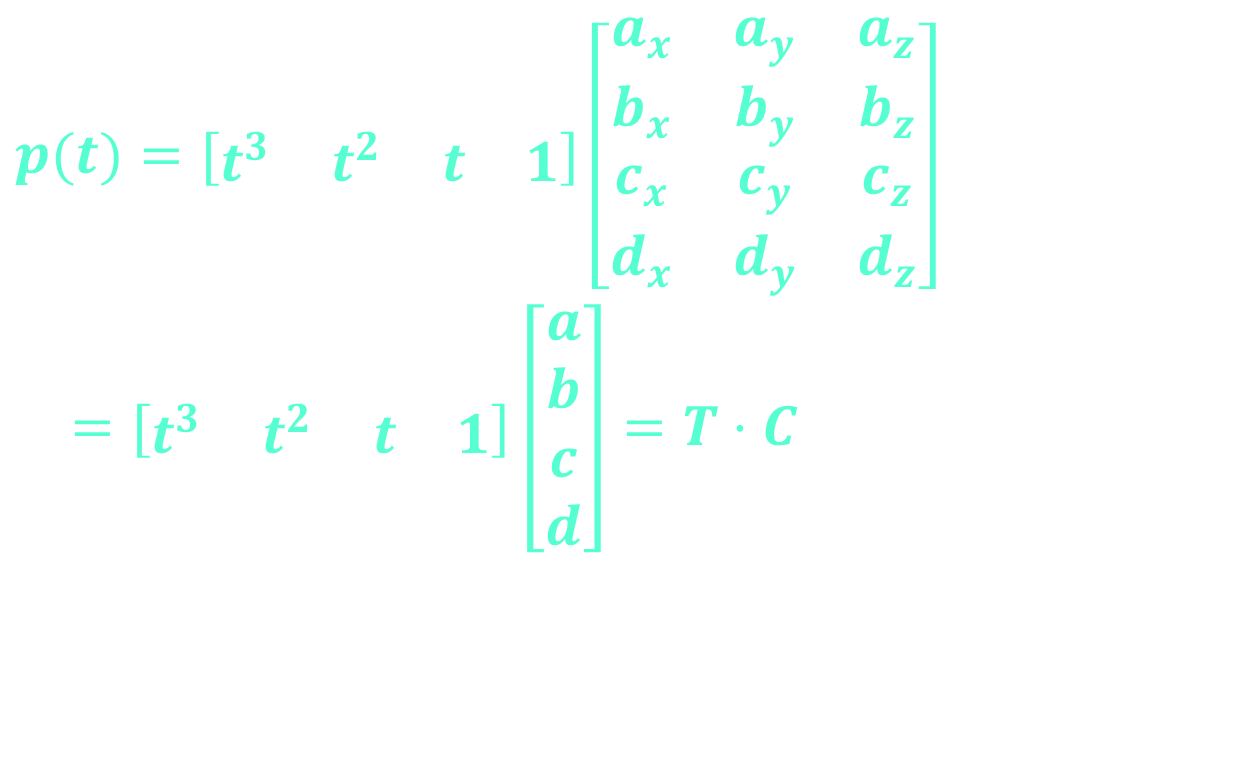 p(t) = [t³ t² t 1] [a_x a_y a_z
b_x b_y b_z
c_x c_y c_z
d_x d_y d_z]
= [t³ t² t 1] [a
b
c
d] = T · C